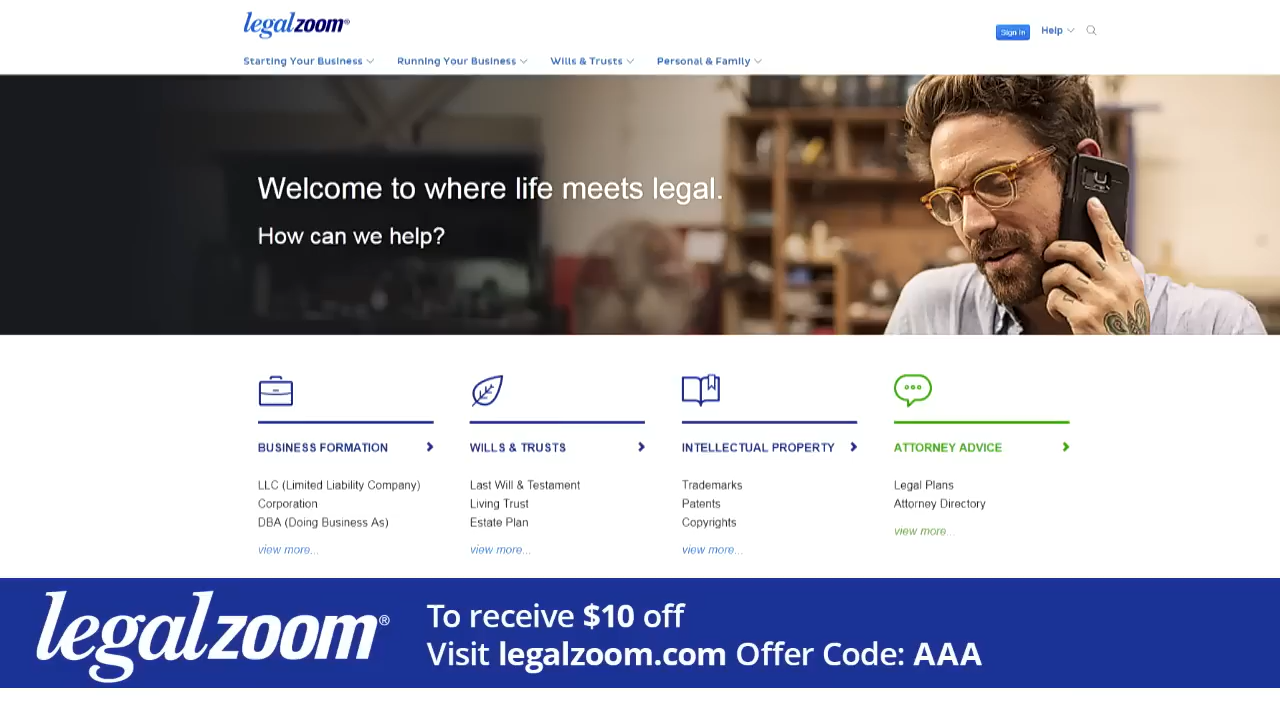 legalzoom®
Sign In
Help
Starting Your Business
Running Your Business
Wills & Trusts
Personal & Family
Welcome to where life meets legal.
How can we help?
BUSINESS FORMATION
LLC (Limited Liability Company)
Corporation
DBA (Doing Business As)
view more...
WILLS & TRUSTS
Last Will & Testament
Living Trust
Estate Plan
view more...
INTELLECTUAL PROPERTY
Trademarks
Patents
Copyrights
view more...
ATTORNEY ADVICE
Legal Plans
Attorney Directory
view more...
legalzoom®
To receive $10 off
Visit legalzoom.com Offer Code: AAA